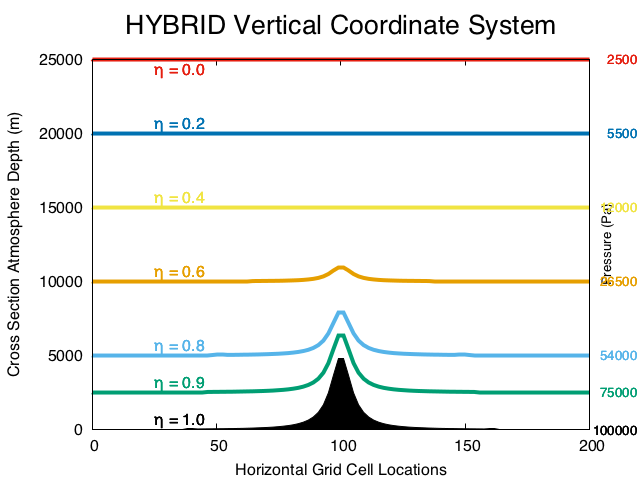 HYBRID Vertical Coordinate System
25000
η = 0.0
2500
20000
η = 0.2
5500
15000
η = 0.4
10000
η = 0.6
5000
η = 0.8
54000
η = 0.9
75000
0
η = 1.0
100000
0 50 100 150 200
Horizontal Grid Cell Locations
Cross Section Atmosphere Depth (m)
Pressure (Pa)